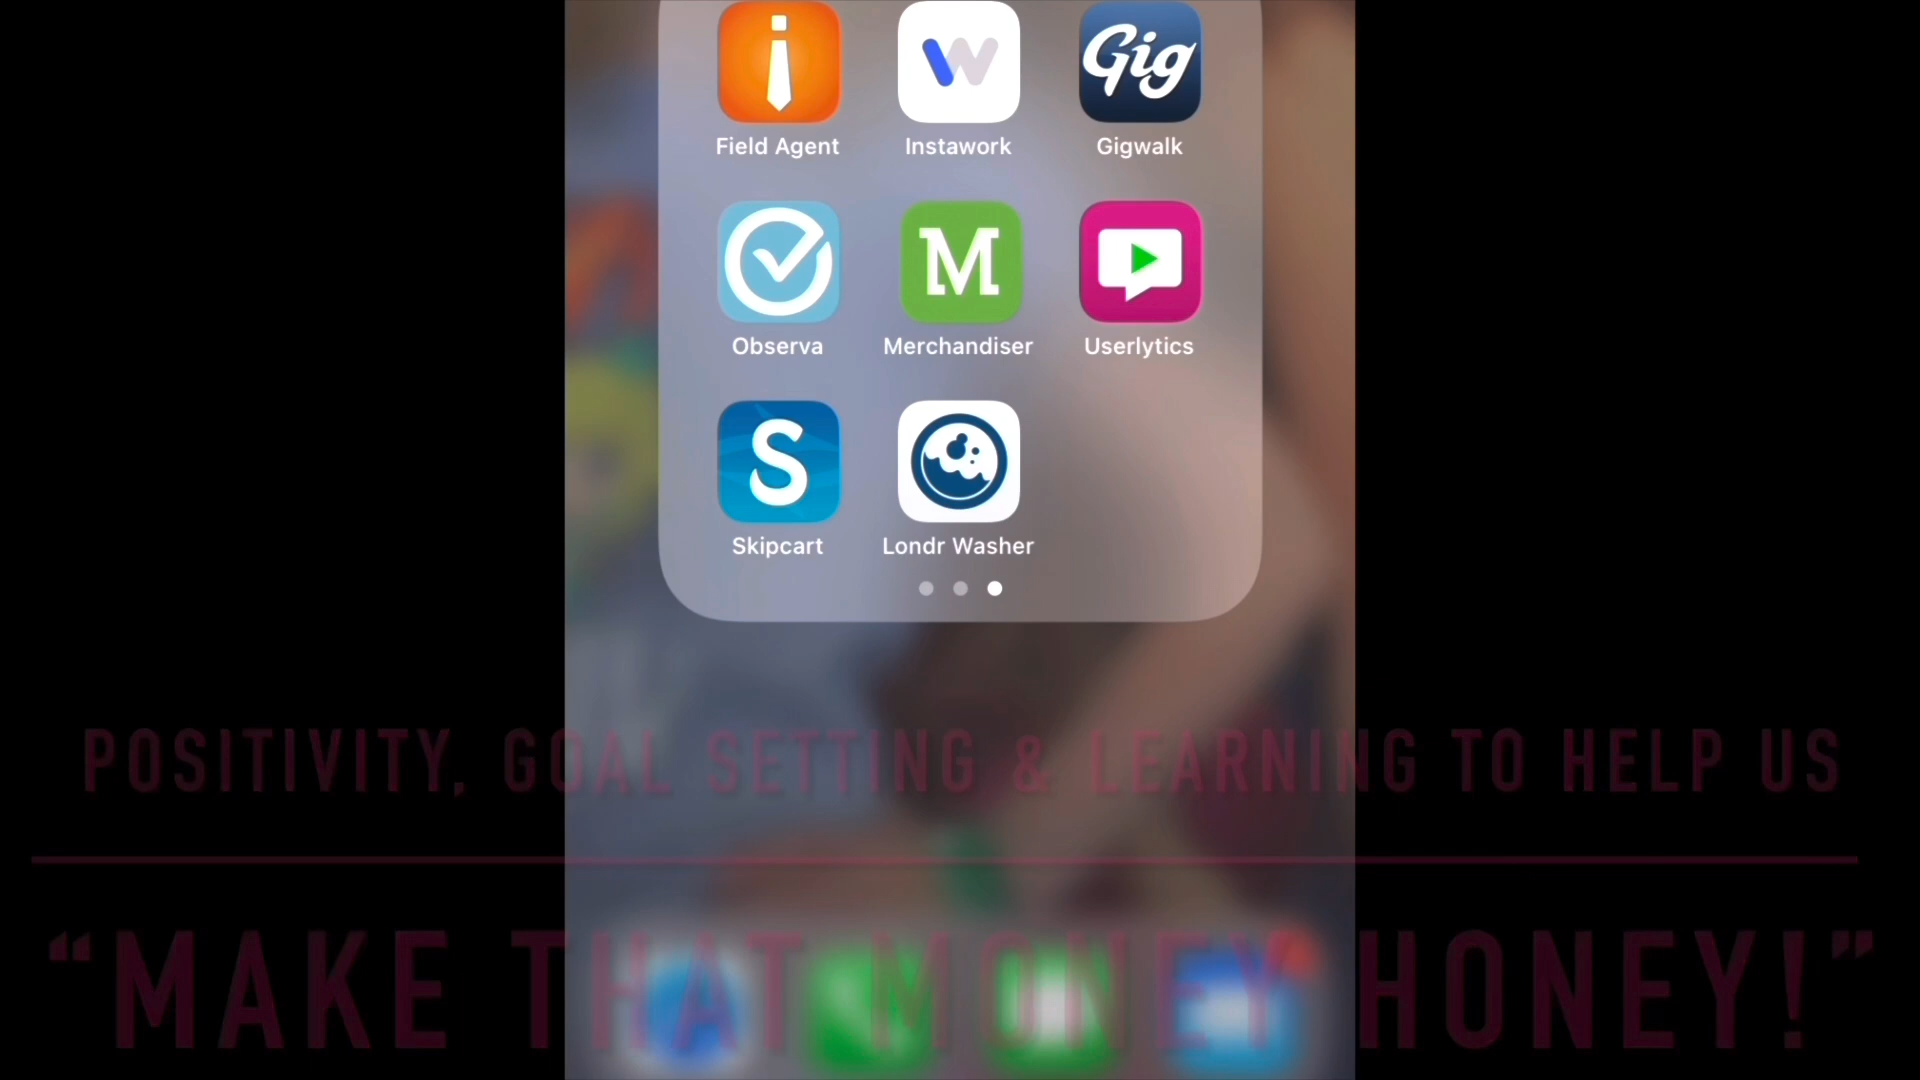 Gig
Field Agent
Instawork
Gigwalk
M
Observa
Merchandiser
Userlytics
S
Skipcart
Londr Washer
POSITIVITY, GOAL SETTING & LEARNING TO HELP US
“MAKE THAT MONEY HONEY!”